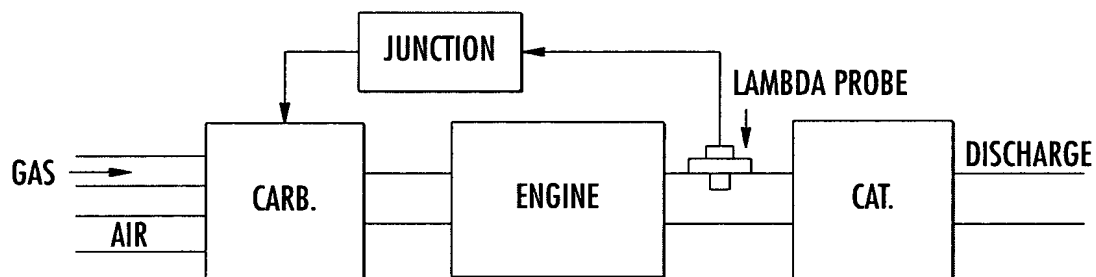 JUNCTION
LAMBDA PROBE
GAS
CARB.
ENGINE
CAT.
DISCHARGE
AIR